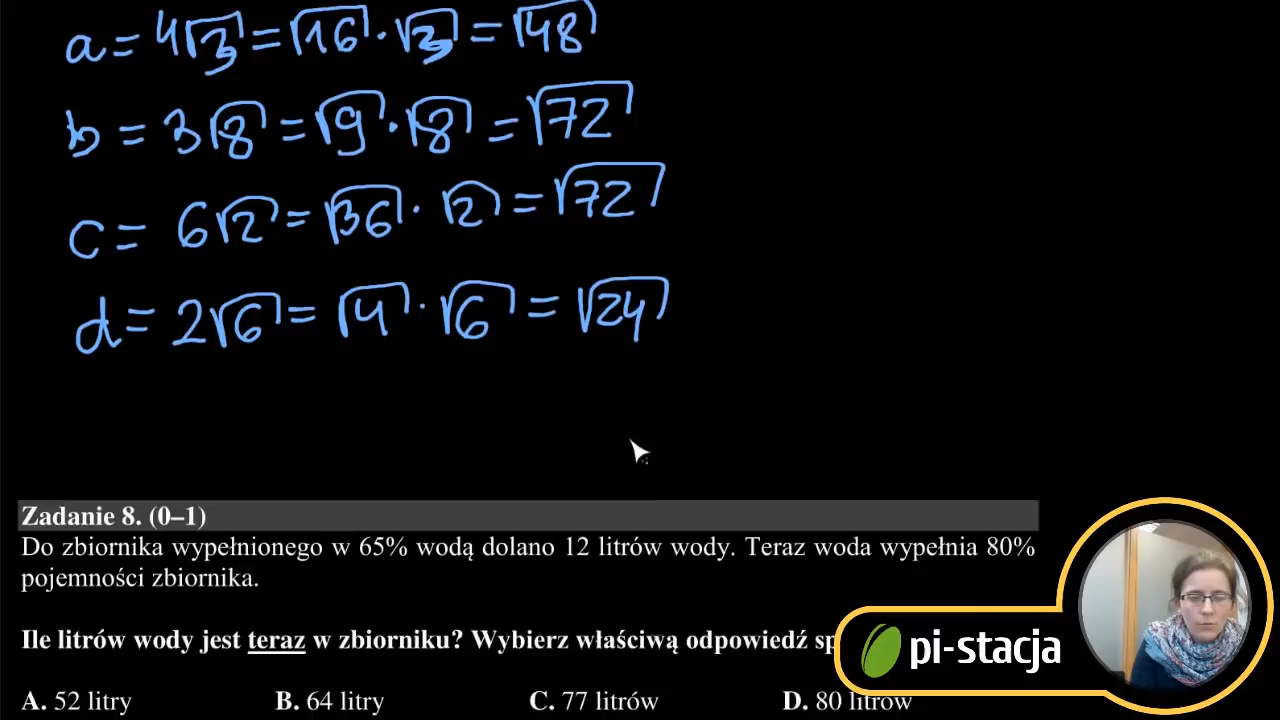 a = 4√3 = √16 · √3 = √48
b = 3√8 = √9 · √8 = √72
c = 6√2 = √36 · √2 = √72
d = 2√6 = √4 · √6 = √24
Zadanie 8. (0–1)
Do zbiornika wypełnionego w 65% wodą dolano 12 litrów wody. Teraz woda wypełnia 80%
pojemności zbiornika.
Ile litrów wody jest teraz w zbiorniku? Wybierz właściwą odpowiedź
pi-stacja
A. 52 litry B. 64 litry C. 77 litrów D. 80 litrów